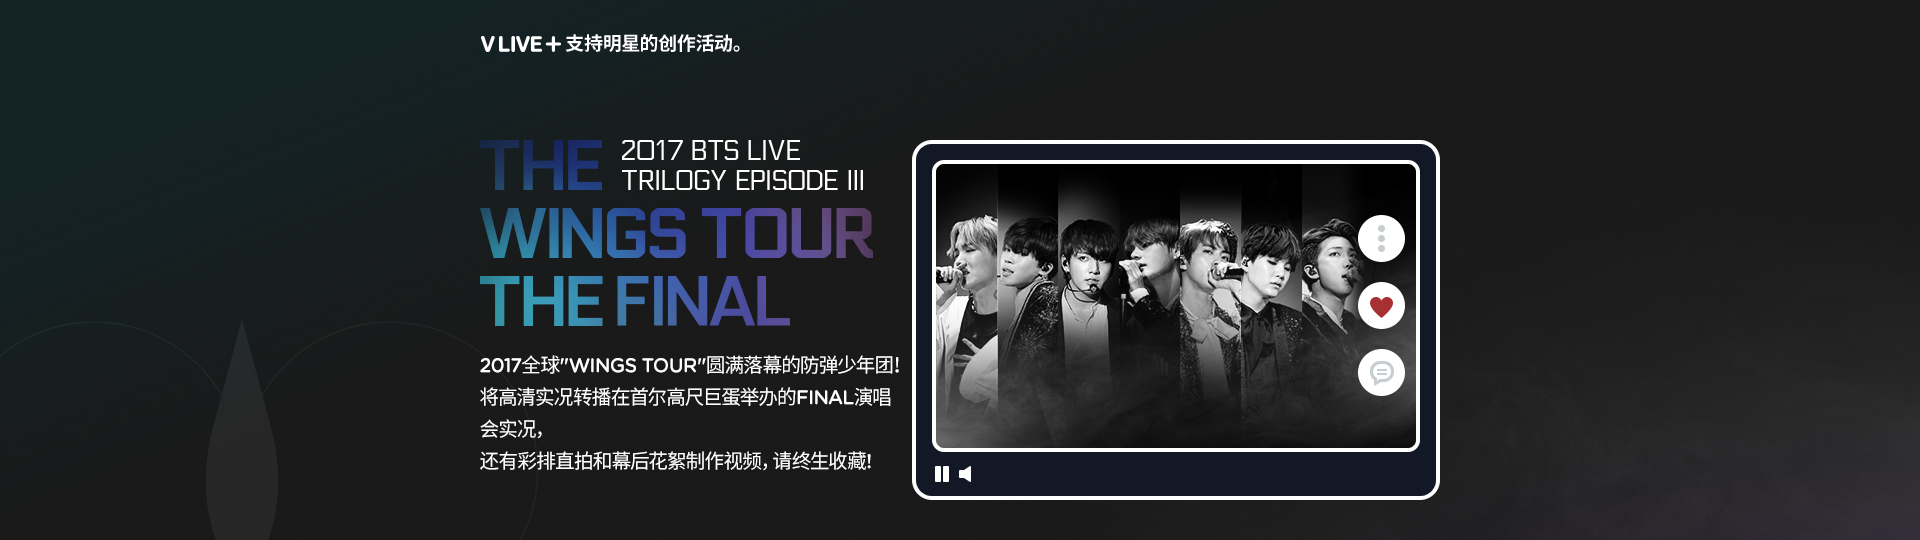 V LIVE+ 支持明星的创作活动。
THE
2017 BTS LIVE
TRILOGY EPISODE III
WINGS TOUR
THE FINAL
2017全球"WINGS TOUR"圆满落幕的防弹少年团!
将高清实况转播在首尔高尺巨蛋举办的FINAL演唱
会实况,
还有彩排直拍和幕后花絮制作视频, 请终生收藏!